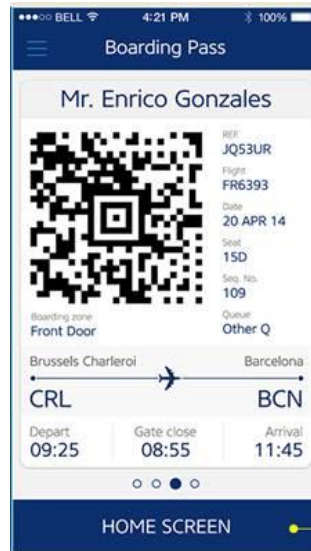 BELL 4:21 PM 100%
Boarding Pass
Mr. Enrico Gonzales
REF.
JQ53UR
Flight
FR6393
Date
20 APR 14
Seat
15D
Seq. No.
109
Boarding zone
Front Door
Queue
Other Q
Brussels Charleroi Barcelona
CRL BCN
Depart Gate close Arrival
09:25 08:55 11:45
HOME SCREEN